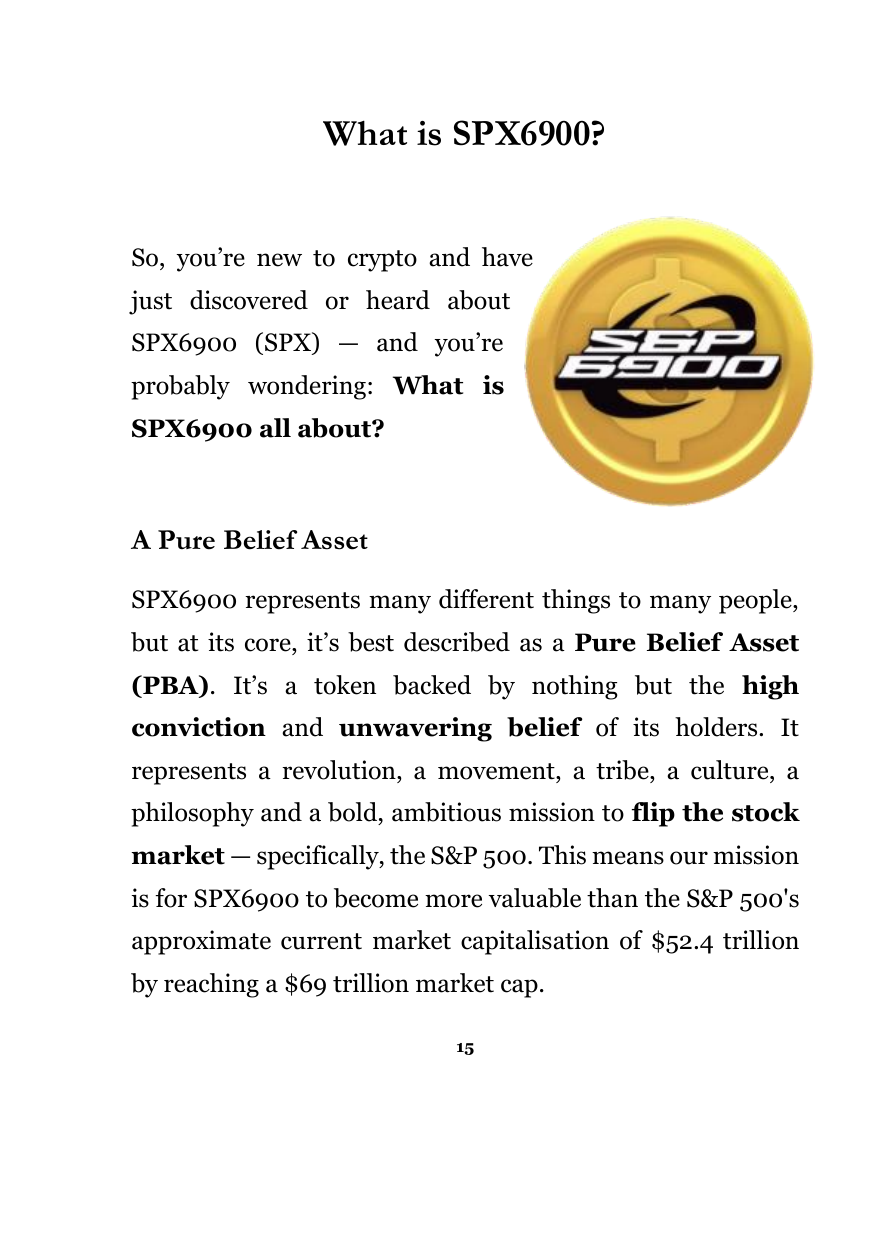 What is SPX6900?
So, you’re new to crypto and have
just discovered or heard about
SPX6900 (SPX) — and you’re
probably wondering: What is
SPX6900 all about?
S&P
6900
A Pure Belief Asset
SPX6900 represents many different things to many people,
but at its core, it’s best described as a Pure Belief Asset
(PBA). It’s a token backed by nothing but the high
conviction and unwavering belief of its holders. It
represents a revolution, a movement, a tribe, a culture, a
philosophy and a bold, ambitious mission to flip the stock
market — specifically, the S&P 500. This means our mission
is for SPX6900 to become more valuable than the S&P 500's
approximate current market capitalisation of $52.4 trillion
by reaching a $69 trillion market cap.
15